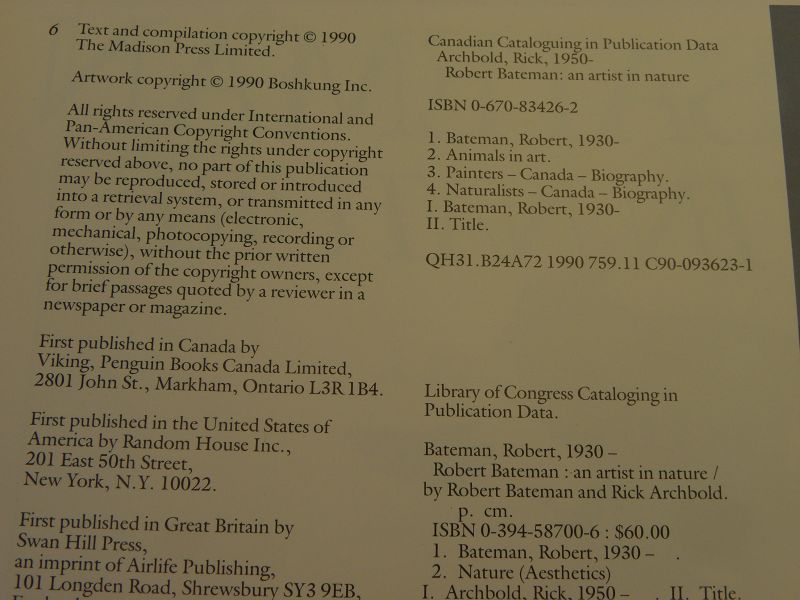 6 Text and compilation copyright © 1990
The Madison Press Limited.
Artwork copyright © 1990 Boshkung Inc.
All rights reserved under International and
Pan-American Copyright Conventions.
Without limiting the rights under copyright
reserved above, no part of this publication
may be reproduced, stored or introduced
into a retrieval system, or transmitted in any
form or by any means (electronic,
mechanical, photocopying, recording or
otherwise), without the prior written
permission of the copyright owners, except
for brief passages quoted by a reviewer in a
newspaper or magazine.
First published in Canada by
Viking, Penguin Books Canada Limited,
2801 John St., Markham, Ontario L3R 1B4.
First published in the United States of
America by Random House Inc.,
201 East 50th Street,
New York, N.Y. 10022.
First published in Great Britain by
Swan Hill Press,
an imprint of Airlife Publishing,
101 Longden Road, Shrewsbury SY3 9EB,
Canadian Cataloguing in Publication Data
Archbold, Rick, 1950-
Robert Bateman: an artist in nature
ISBN 0-670-83426-2
1. Bateman, Robert, 1930-
2. Animals in art.
3. Painters – Canada – Biography.
4. Naturalists – Canada – Biography.
I. Bateman, Robert, 1930-
II. Title.
QH31.B24A72 1990 759.11 C90-093623-1
Library of Congress Cataloging in
Publication Data.
Bateman, Robert, 1930 –
Robert Bateman : an artist in nature /
by Robert Bateman and Rick Archbold.
p. cm.
ISBN 0-394-58700-6 : $60.00
1. Bateman, Robert, 1930 – .
2. Nature (Aesthetics)
I. Archbold, Rick, 1950 – . II. Title.